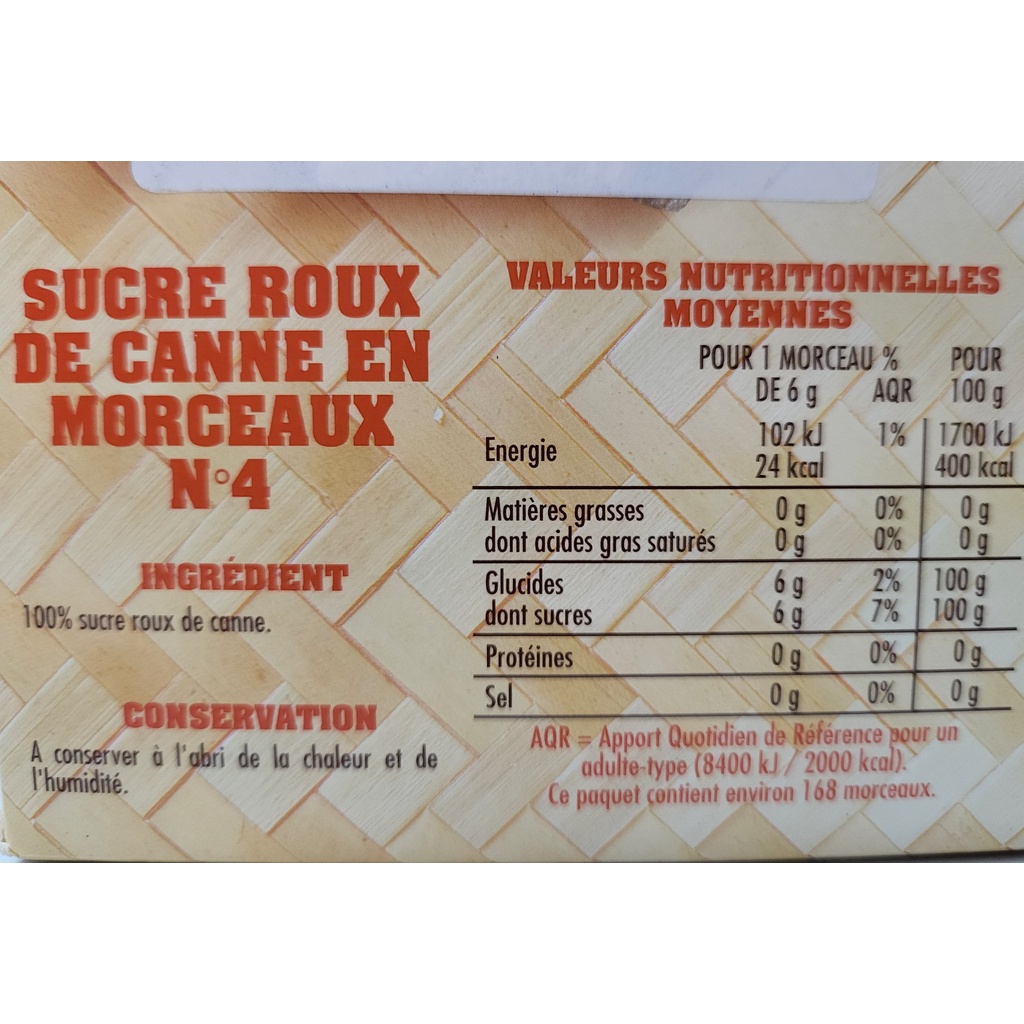 SUCRE ROUX
DE CANNE EN
MORCEAUX
N°4
INGRÉDIENT
100% sucre roux de canne.
CONSERVATION
A conserver à l'abri de la chaleur et de
l'humidité.
VALEURS NUTRITIONNELLES
MOYENNES
POUR 1 MORCEAU % POUR
DE 6 g AQR 100 g
Energie 102 kJ 1% 1700 kJ
24 kcal 400 kcal
Matières grasses 0 g 0% 0 g
dont acides gras saturés 0 g 0% 0 g
Glucides 6 g 2% 100 g
dont sucres 6 g 7% 100 g
Protéines 0 g 0% 0 g
Sel 0 g 0% 0 g
AQR = Apport Quotidien de Référence pour un
adulte-type (8400 kJ / 2000 kcal).
Ce paquet contient environ 168 morceaux.